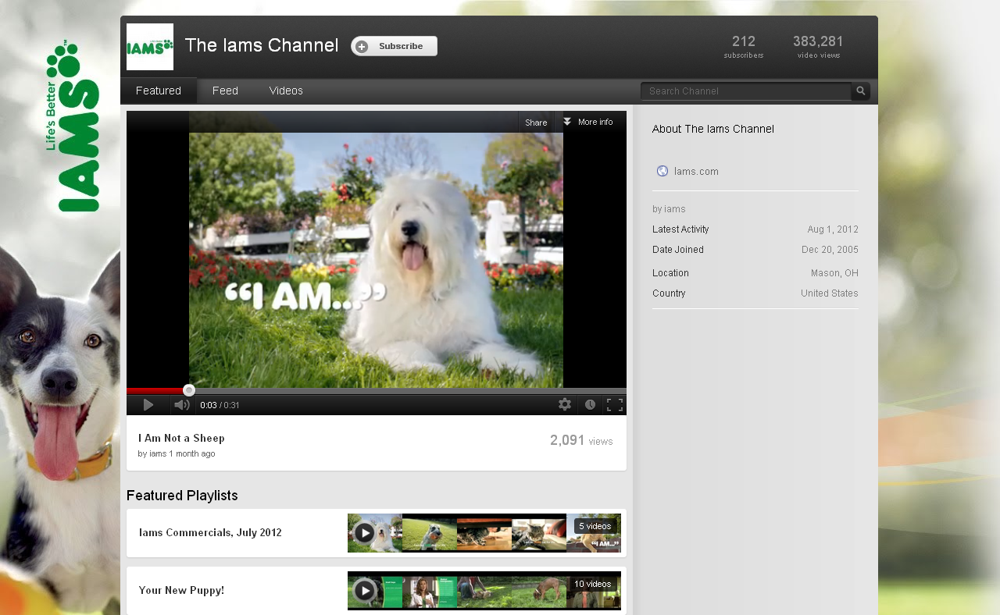 Life's Better™
IAMS
IAMS
The Iams Channel
Subscribe
212
subscribers
383,281
video views
Featured
Feed
Videos
Search Channel
Share
More info
“I AM...”
0:03 / 0:31
I Am Not a Sheep
by iams 1 month ago
2,091 views
Featured Playlists
Iams Commercials, July 2012
5 videos
“I AM...”
Your New Puppy!
10 videos
About The Iams Channel
Iams.com
by iams
Latest Activity
Aug 1, 2012
Date Joined
Dec 20, 2005
Location
Mason, OH
Country
United States